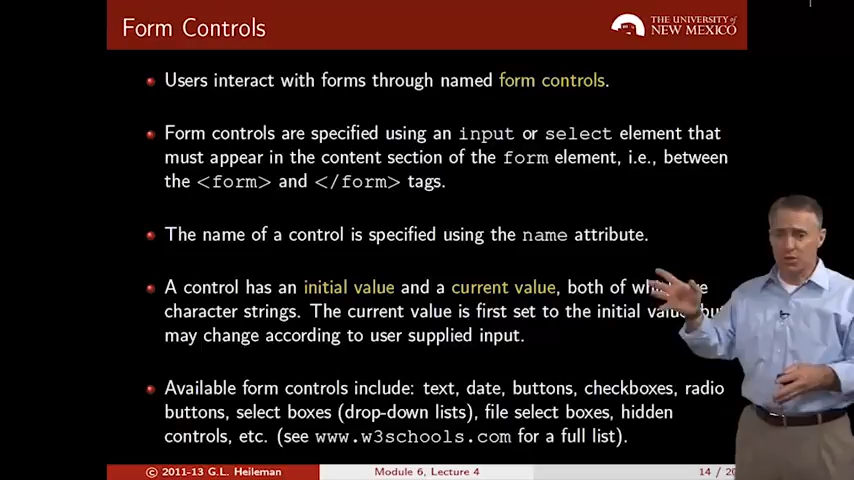 Form Controls
THE UNIVERSITY of
NEW MEXICO
Users interact with forms through named form controls.
Form controls are specified using an input or select element that
must appear in the content section of the form element, i.e., between
the <form> and </form> tags.
The name of a control is specified using the name attribute.
A control has an initial value and a current value, both of
character strings. The current value is first set to the initial
may change according to user supplied input.
Available form controls include: text, date, buttons, checkboxes, radio
buttons, select boxes (drop-down lists), file select boxes, hidden
controls, etc. (see www.w3schools.com for a full list).
© 2011-13 G.L. Heileman
Module 6, Lecture 4
14 /